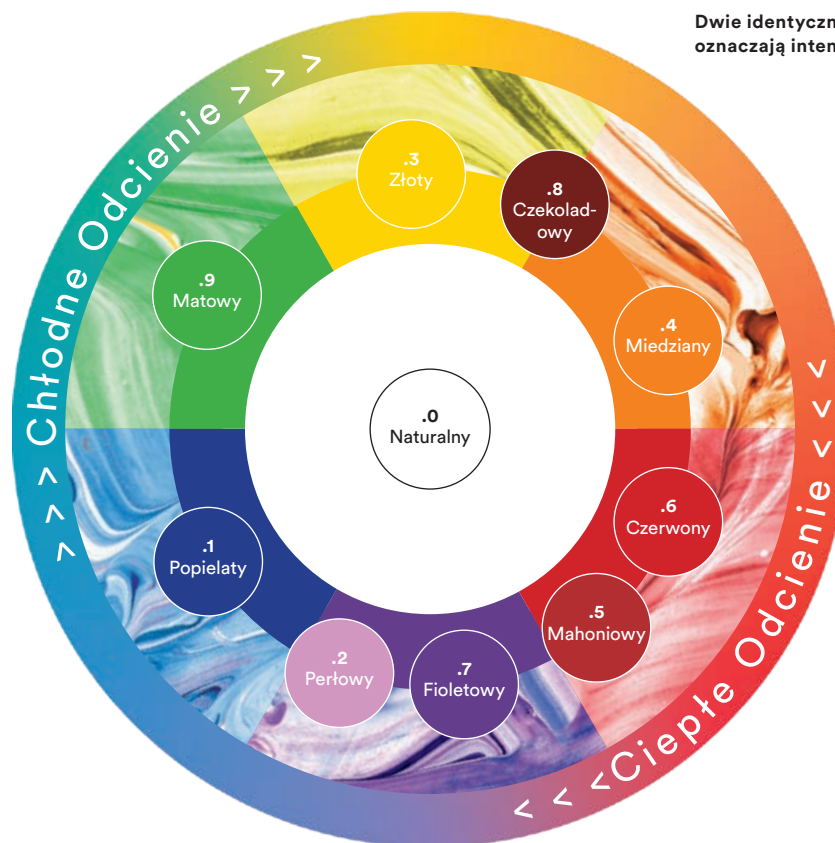 Dwie identyczn
oznaczają inten
> > > Chłodne Odcienie > > >
.3
Złoty
.8
Czekolad-
owy
.9
Matowy
.4
Miedziany
.0
Naturalny
.6
Czerwony
.1
Popielaty
.5
Mahoniowy
.2
Perłowy
.7
Fioletowy
< < <Ciepłe Odcienie < < <